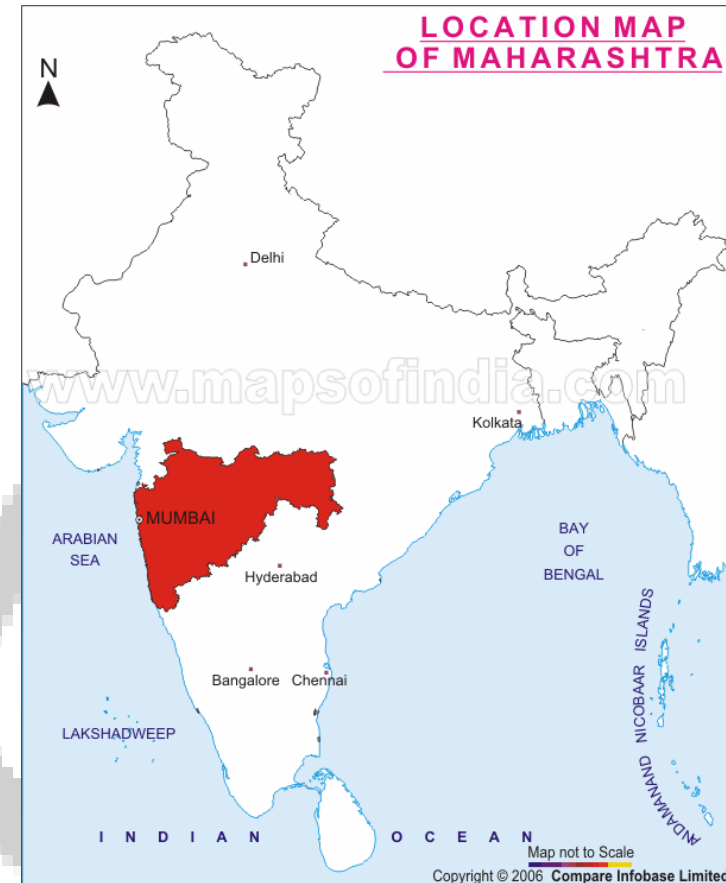 LOCATION MAP
OF MAHARASHTRA
N
Delhi
www.mapsofindia.com
Kolkata
MUMBAI
ARABIAN
SEA
BAY
OF
BENGAL
Hyderabad
Bangalore
Chennai
LAKSHADWEEP
ANDAMANAND NICOBAAR ISLANDS
INDIAN OCEAN
Map not to Scale
Copyright © 2006 Compare Infobase Limited